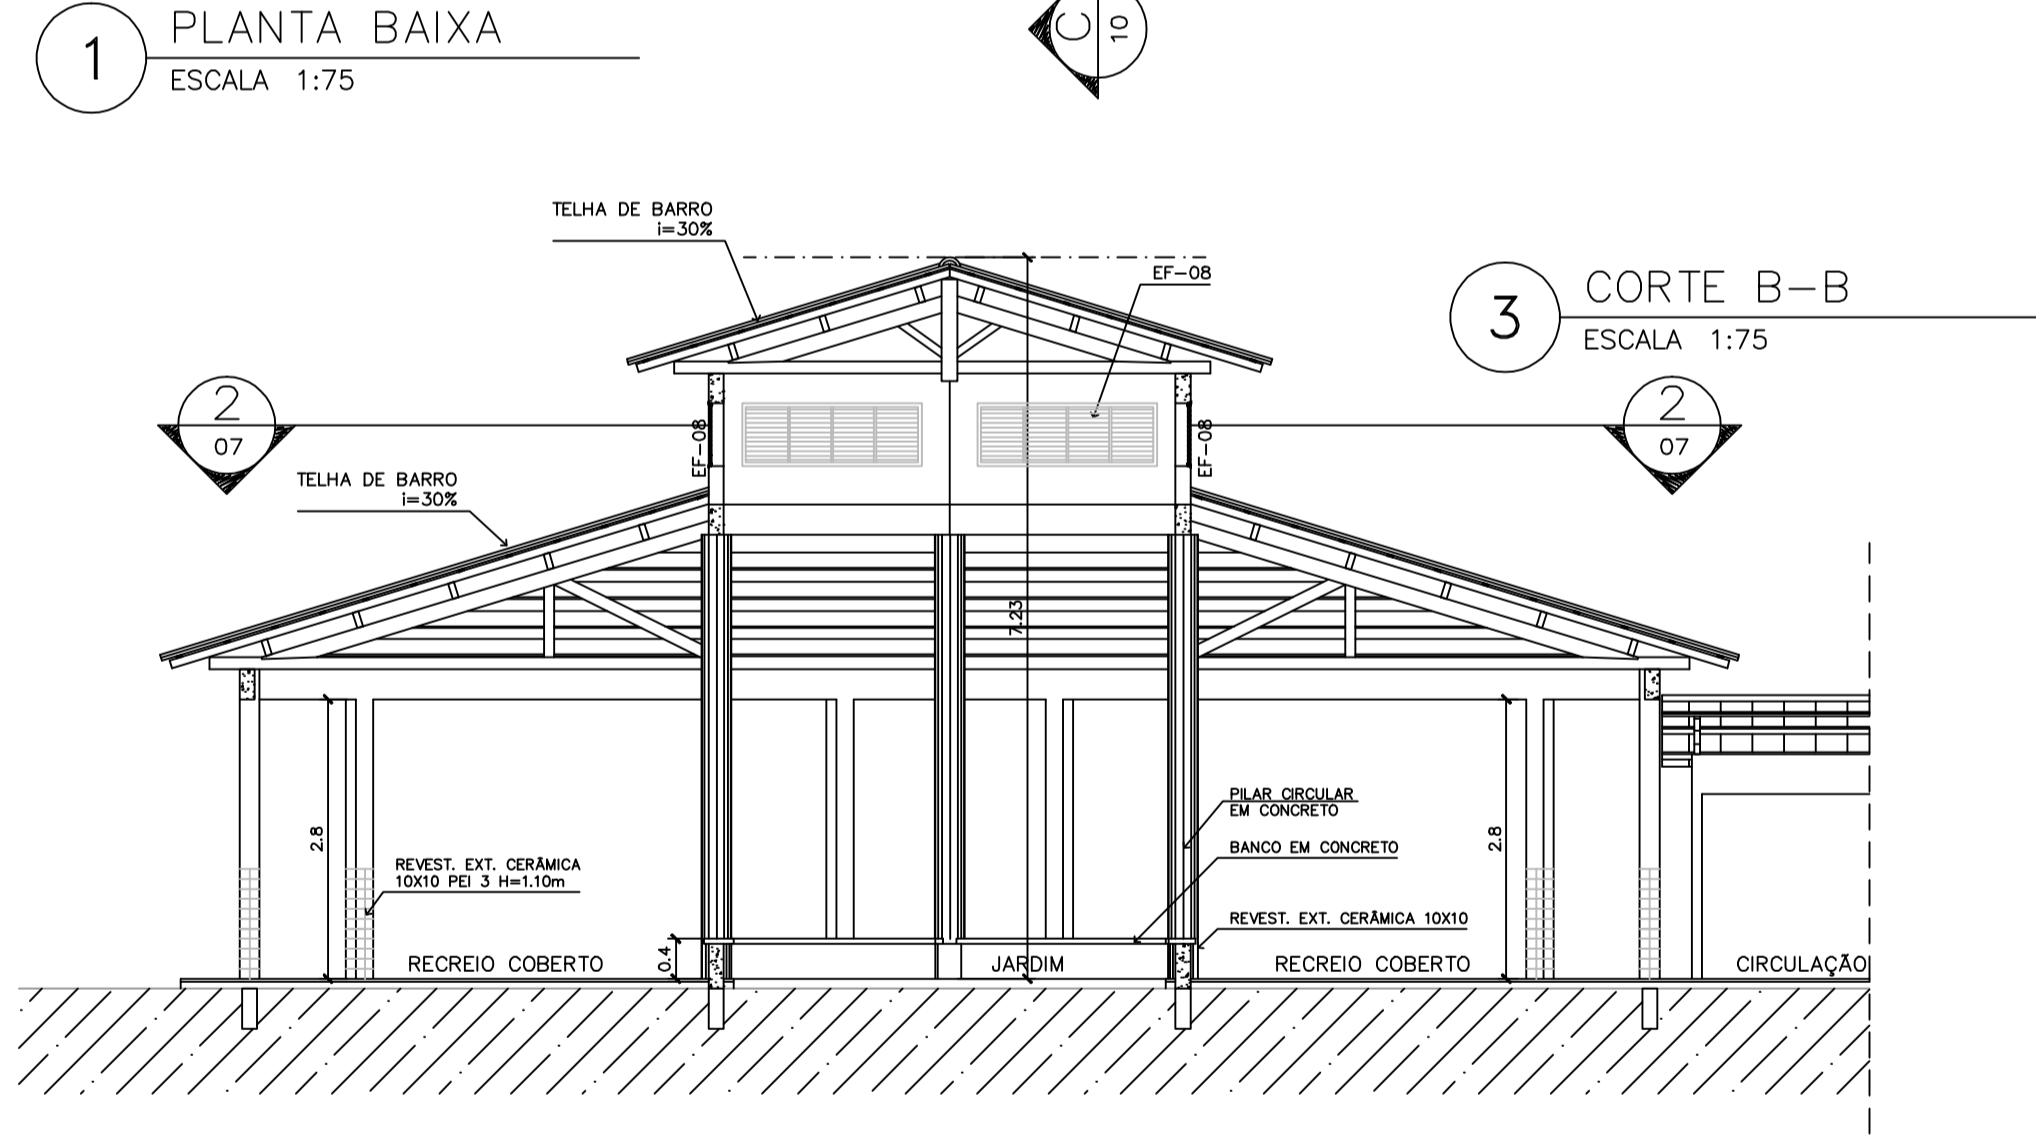 1
PLANTA BAIXA
ESCALA 1:75
C
10
TELHA DE BARRO
i=30%
EF-08
3
CORTE B-B
ESCALA 1:75
2
07
EF-08
EF-08
2
07
TELHA DE BARRO
i=30%
7.23
2.8
2.8
PILAR CIRCULAR
EM CONCRETO
BANCO EM CONCRETO
REVEST. EXT. CERÂMICA
10X10 PEI 3 H=1.10m
REVEST. EXT. CERÂMICA 10X10
0.4
RECREIO COBERTO
JARDIM
RECREIO COBERTO
CIRCULAÇÃO